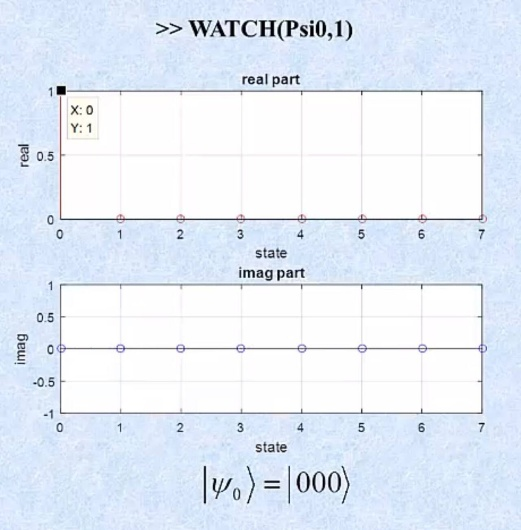 >> WATCH(Psi0,1)
real part
1
X: 0
Y: 1
real
0.5
0
0 1 2 3 4 5 6 7
state
imag part
1
0.5
imag
0
-0.5
-1
0 1 2 3 4 5 6 7
state
|ψ₀⟩ = |000⟩